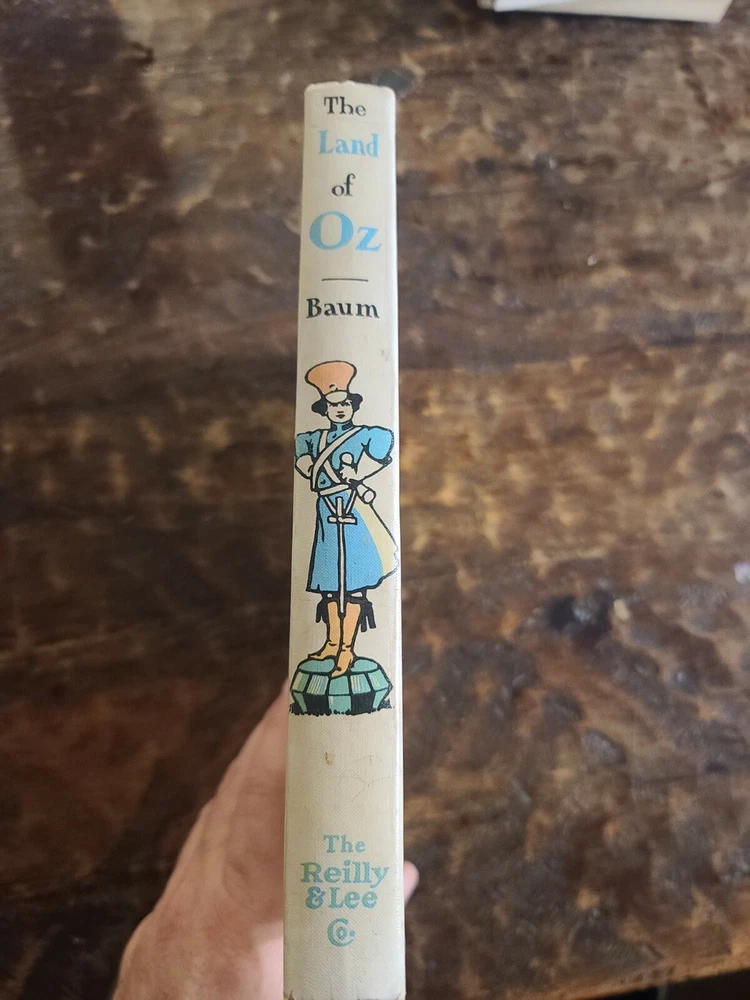 The
Land
of
Oz
Baum
The
Reilly
& Lee
Co.